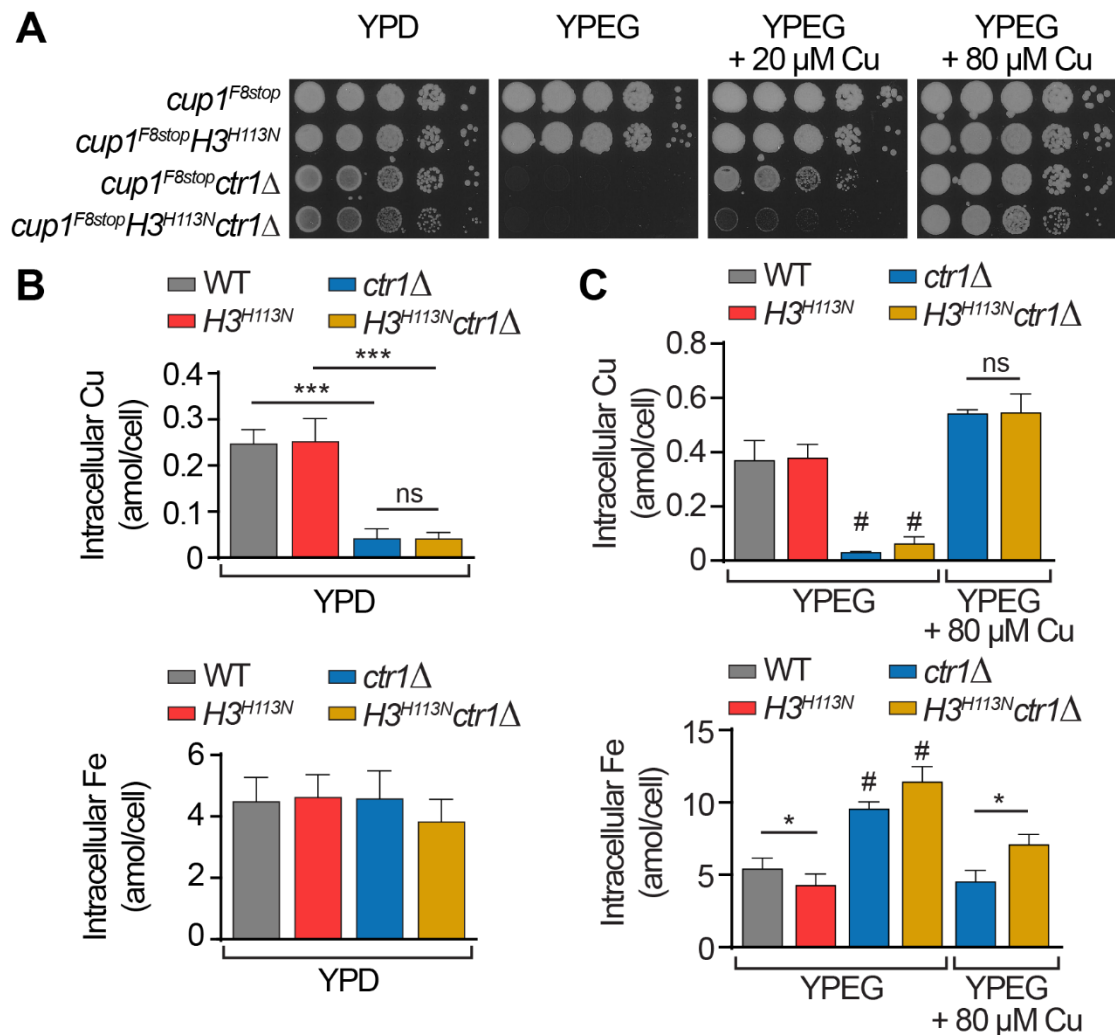 A
YPD
YPEG
YPEG
+ 20 µM Cu
YPEG
+ 80 µM Cu
cup1F8stop
cup1F8stopH3H113N
cup1F8stopctr1Δ
cup1F8stopH3H113Nctr1Δ
B
WT
ctr1Δ
H3H113N
H3H113Nctr1Δ
Intracellular Cu
(amol/cell)
0.4
0.3
0.2
0.1
0
***
***
ns
YPD
WT
ctr1Δ
H3H113N
H3H113Nctr1Δ
Intracellular Fe
(amol/cell)
6
4
2
0
YPD
C
WT
ctr1Δ
H3H113N
H3H113Nctr1Δ
Intracellular Cu
(amol/cell)
0.8
0.6
0.4
0.2
0
# #
ns
YPEG
YPEG
+ 80 µM Cu
WT
ctr1Δ
H3H113N
H3H113Nctr1Δ
Intracellular Fe
(amol/cell)
15
10
5
0
*
# #
*
YPEG
YPEG
+ 80 µM Cu